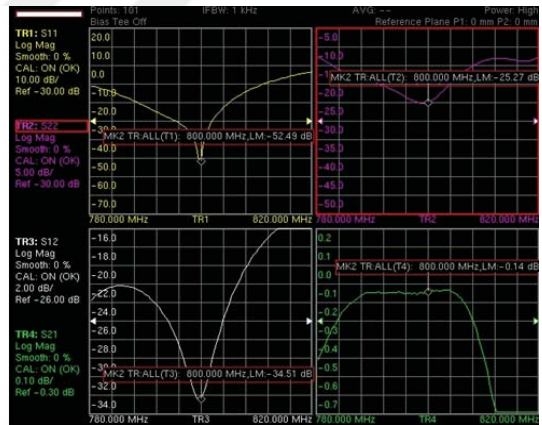 Points: 101 IFBW: 1 kHz AVG: -- Power: High
Bias Tee Off Reference Plane P1: 0 mm P2: 0 mm
TR1: S11
Log Mag
Smooth: 0 %
CAL: ON (OK)
10.00 dB/
Ref -30.00 dB
TR2: S22
Log Mag
Smooth: 0 %
CAL: ON (OK)
5.00 dB/
Ref -30.00 dB
20.0
10.0
0.0
-10.0
-20.0
-30.0
MK2 TR:ALL(T1): 800.000 MHz,LM:-52.49 dB
-50.0
-60.0
-70.0
780.000 MHz TR1 820.000 MHz
-5.0
-10.0
MK2 TR:ALL(T2): 800.000 MHz,LM:-25.27 dB
-20.0
-25.0
-30.0
-35.0
-40.0
-45.0
-50.0
780.000 MHz TR2 820.000 MHz
TR3: S12
Log Mag
Smooth: 0 %
CAL: ON (OK)
2.00 dB/
Ref -26.00 dB
TR4: S21
Log Mag
Smooth: 0 %
CAL: ON (OK)
0.10 dB/
Ref -0.30 dB
-16.0
-18.0
-20.0
-22.0
-24.0
-26.0
-28.0
-30.0
MK2 TR:ALL(T3): 800.000 MHz,LM:-34.51 dB
-32.0
-34.0
780.000 MHz TR3 820.000 MHz
0.2
0.1
MK2 TR:ALL(T4): 800.000 MHz,LM:-0.14 dB
0.0
-0.1
-0.2
-0.3
-0.4
-0.5
-0.6
-0.7
780.000 MHz TR4 820.000 MHz